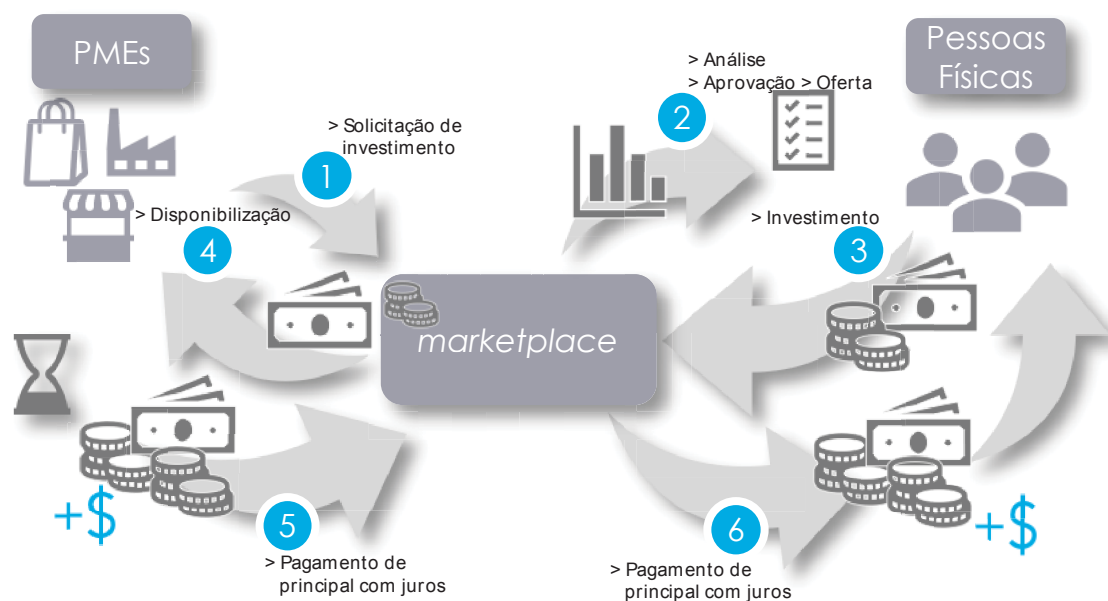 PMEs
Pessoas
Físicas
> Análise
> Aprovação > Oferta
2
> Solicitação de
investimento
1
> Disponibilização
4
> Investimento
3
marketplace
+$
5
> Pagamento de
principal com juros
6
> Pagamento de
principal com juros
+$